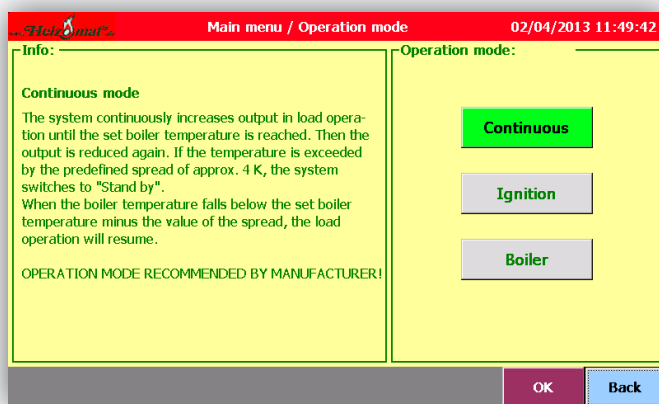 Heizomat
Main menu / Operation mode
02/04/2013 11:49:42
Info:
Continuous mode
The system continuously increases output in load opera-
tion until the set boiler temperature is reached. Then the
output is reduced again. If the temperature is exceeded
by the predefined spread of approx. 4 K, the system
switches to "Stand by".
When the boiler temperature falls below the set boiler
temperature minus the value of the spread, the load
operation will resume.
OPERATION MODE RECOMMENDED BY MANUFACTURER!
Operation mode:
Continuous
Ignition
Boiler
OK
Back